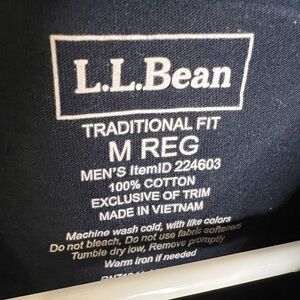 L.L.Bean
TRADITIONAL FIT
M REG
MEN'S ItemID 224603
100% COTTON
EXCLUSIVE OF TRIM
MADE IN VIETNAM
Machine wash cold, with like colors
Do not bleach, Do not use fabric softeners
Tumble dry low, Remove promptly
Warm iron if needed